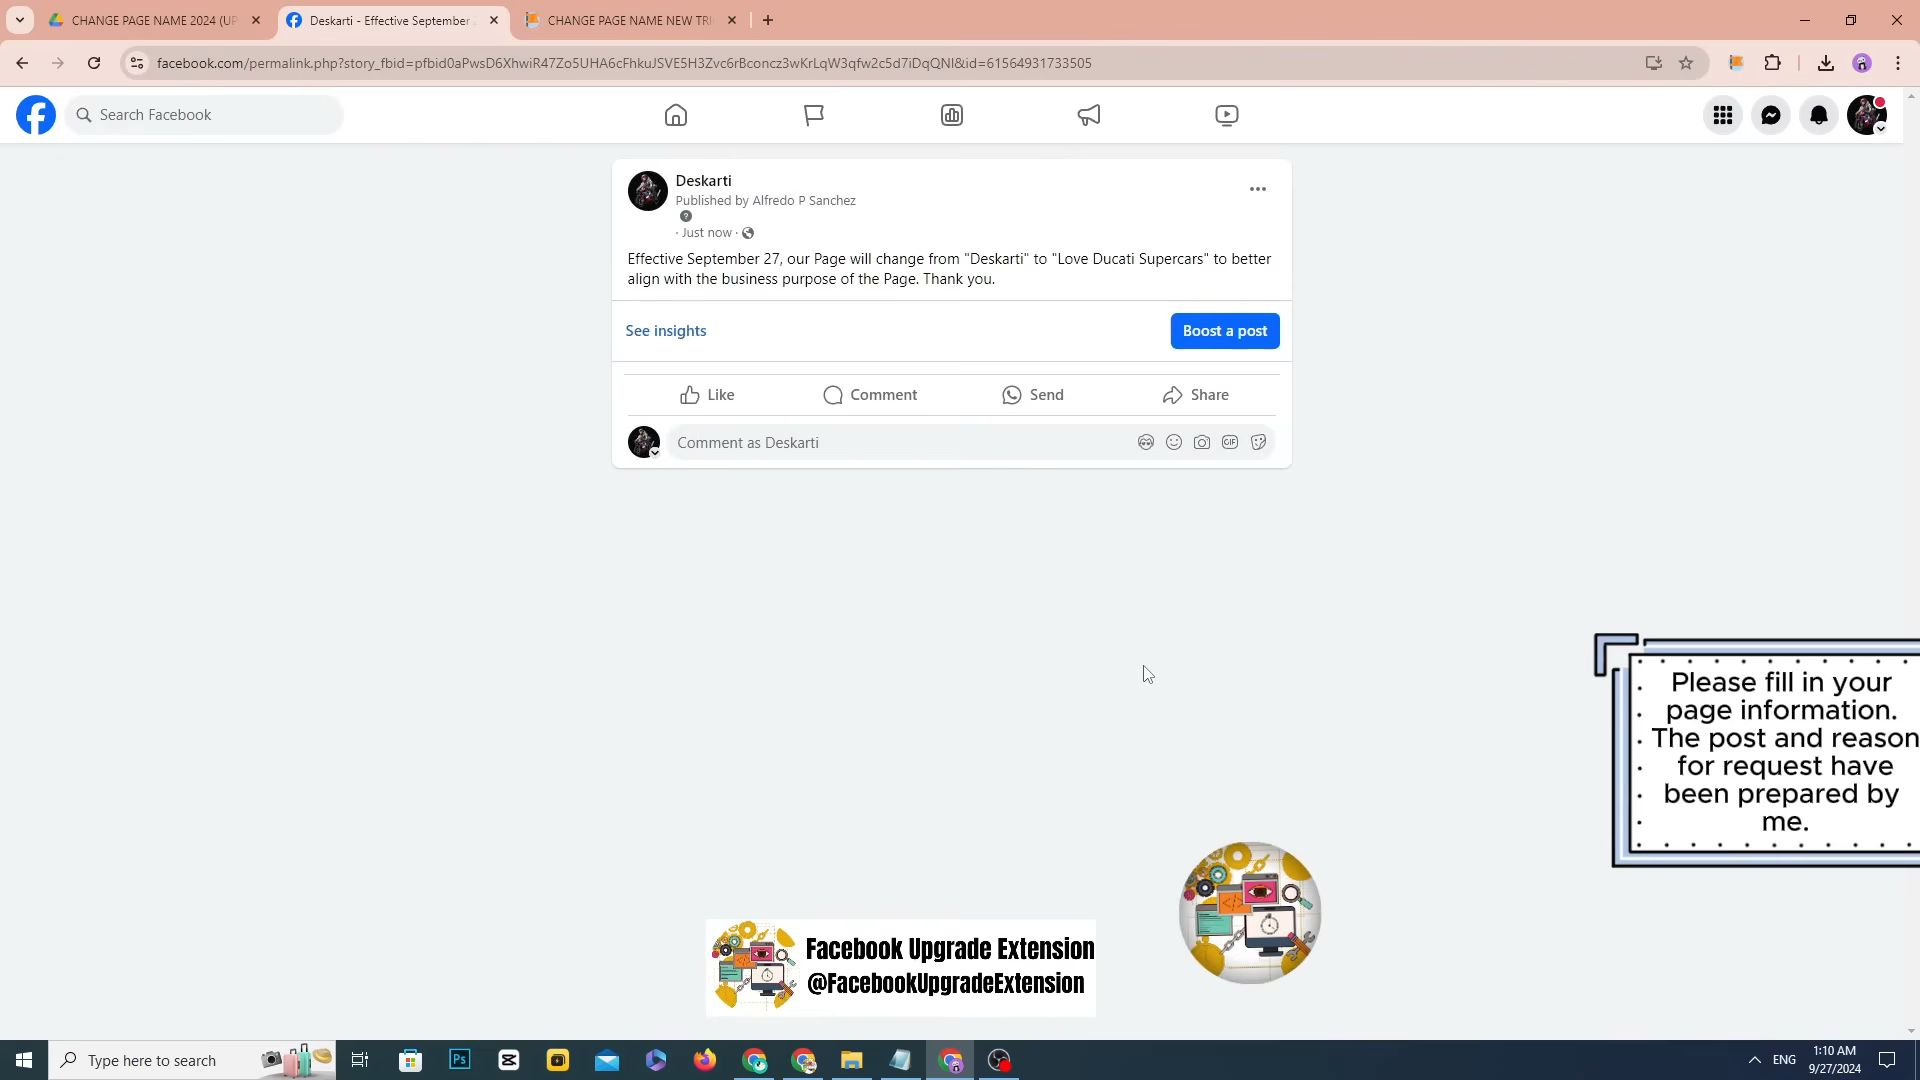 CHANGE PAGE NAME 2024 (UP
Deskarti - Effective September
CHANGE PAGE NAME NEW TRI
facebook.com/permalink.php?story_fbid=pfbid0aPwsD6XhwiR47Zo5UHA6cFhkuJSVE5H3Zvc6rBconcz3wKrLqW3qfw2c5d7iDqQNl&id=61564931733505
Search Facebook
Deskarti
Published by Alfredo P Sanchez
· Just now ·
Effective September 27, our Page will change from "Deskarti" to "Love Ducati Supercars" to better
align with the business purpose of the Page. Thank you.
See insights
Boost a post
Like
Comment
Send
Share
Comment as Deskarti
GIF
Please fill in your
page information.
The post and reason
for request have
been prepared by
me.
Facebook Upgrade Extension
@FacebookUpgradeExtension
Type here to search
Ps
ENG
1:10 AM
9/27/2024